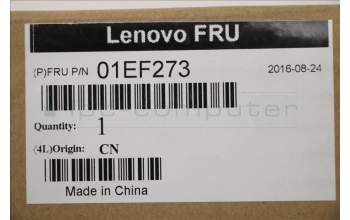 Lenovo FRU
(P)FRU P/N 01EF273 2016-08-24
Quantity: 1
(4L)Origin: CN
Made in China